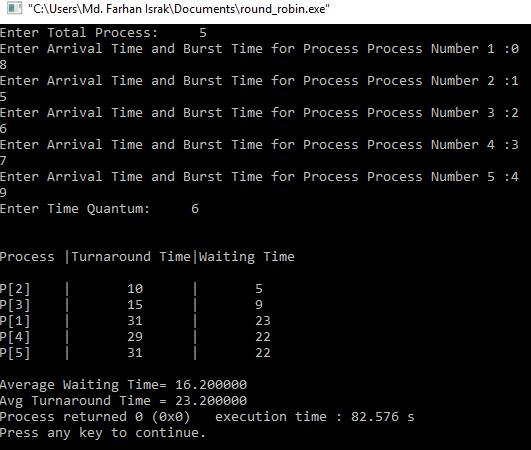 "C:\Users\Md. Farhan Israk\Documents\round_robin.exe"
Enter Total Process:     5
Enter Arrival Time and Burst Time for Process Process Number 1 :0
8
Enter Arrival Time and Burst Time for Process Process Number 2 :1
5
Enter Arrival Time and Burst Time for Process Process Number 3 :2
6
Enter Arrival Time and Burst Time for Process Process Number 4 :3
7
Enter Arrival Time and Burst Time for Process Process Number 5 :4
9
Enter Time Quantum:     6
Process |Turnaround Time|Waiting Time
P[2]    |       10      |       5
P[3]    |       15      |       9
P[1]    |       31      |       23
P[4]    |       29      |       22
P[5]    |       31      |       22
Average Waiting Time= 16.200000
Avg Turnaround Time = 23.200000
Process returned 0 (0x0)   execution time : 82.576 s
Press any key to continue.